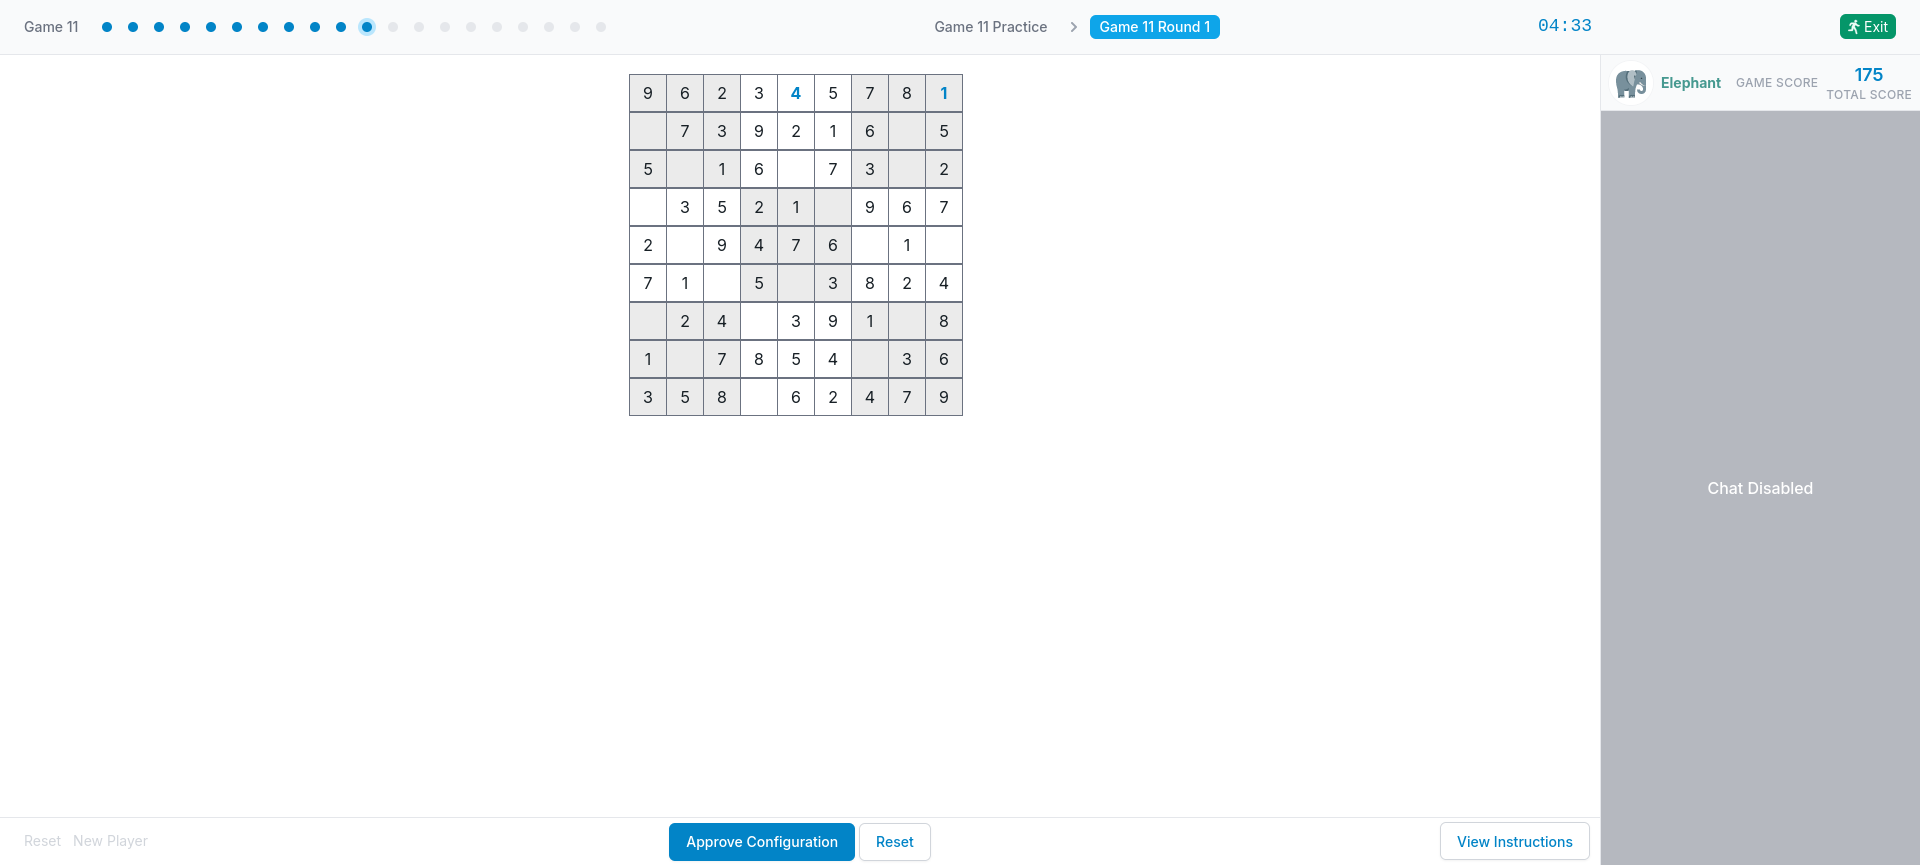 Game 11
Game 11 Practice
Game 11 Round 1
04:33
Exit
Elephant
GAME SCORE
175
TOTAL SCORE
9 6 2 3 4 5 7 8 1
7 3 9 2 1 6 5
5 1 6 7 3 2
3 5 2 1 9 6 7
2 9 4 7 6 1
7 1 5 3 8 2 4
2 4 3 9 1 8
1 7 8 5 4 3 6
3 5 8 6 2 4 7 9
Chat Disabled
Reset New Player
Approve Configuration
Reset
View Instructions